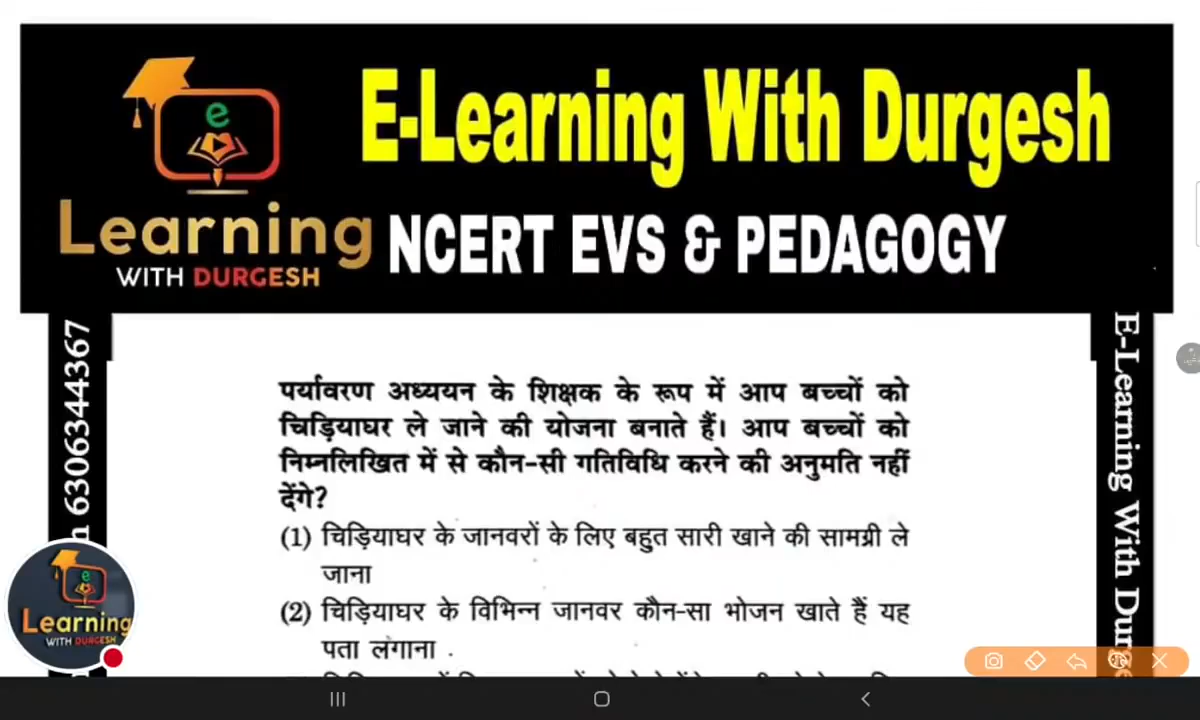 E-Learning With Durgesh
e
Learning
WITH DURGESH
NCERT EVS & PEDAGOGY
6306344367
E-Learning With Durge
पर्यावरण अध्ययन के शिक्षक के रूप में आप बच्चों को
चिड़ियाघर ले जाने की योजना बनाते हैं। आप बच्चों को
निम्नलिखित में से कौन-सी गतिविधि करने की अनुमति नहीं
देंगे?
(1) चिड़ियाघर के जानवरों के लिए बहुत सारी खाने की सामग्री ले
जाना
(2) चिड़ियाघर के विभिन्न जानवर कौन-सा भोजन खाते हैं यह
पता लगाना
e
Learning
WITH DURGESH